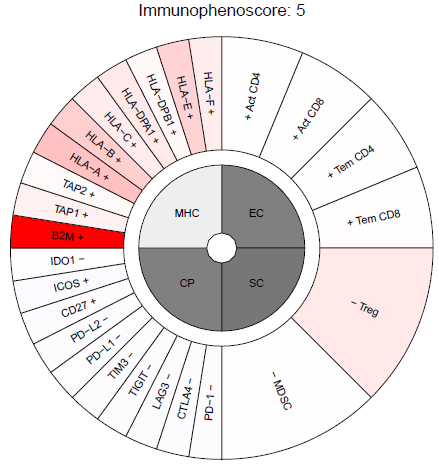 Immunophenoscore: 5
+ Act CD4
+ Act CD8
+ Tem CD4
+ Tem CD8
− Treg
− MDSC
PD−1 −
CTLA4 −
LAG3 −
TIGIT −
TIM3 −
PD−L1 −
PD−L2 −
CD27 +
ICOS +
IDO1 −
B2M +
TAP1 +
TAP2 +
HLA−A +
HLA−B +
HLA−C +
HLA−DPA1 +
HLA−DPB1 +
HLA−E +
HLA−F +
MHC
EC
CP
SC